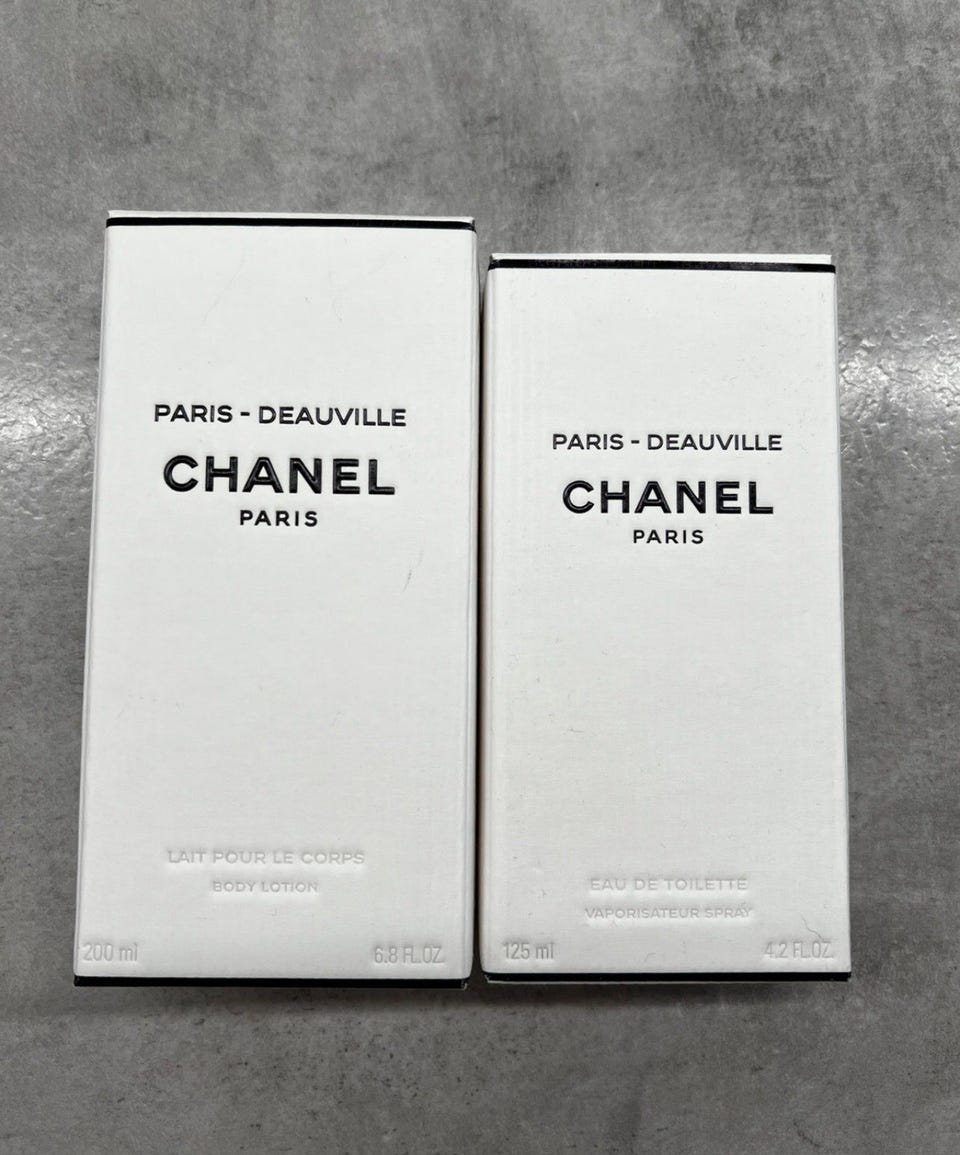 PARIS - DEAUVILLE
CHANEL
PARIS
LAIT POUR LE CORPS
BODY LOTION
200 ml
6.8 FL.OZ.
PARIS - DEAUVILLE
CHANEL
PARIS
EAU DE TOILETTE
VAPORISATEUR SPRAY
125 ml
4.2 FL.OZ.